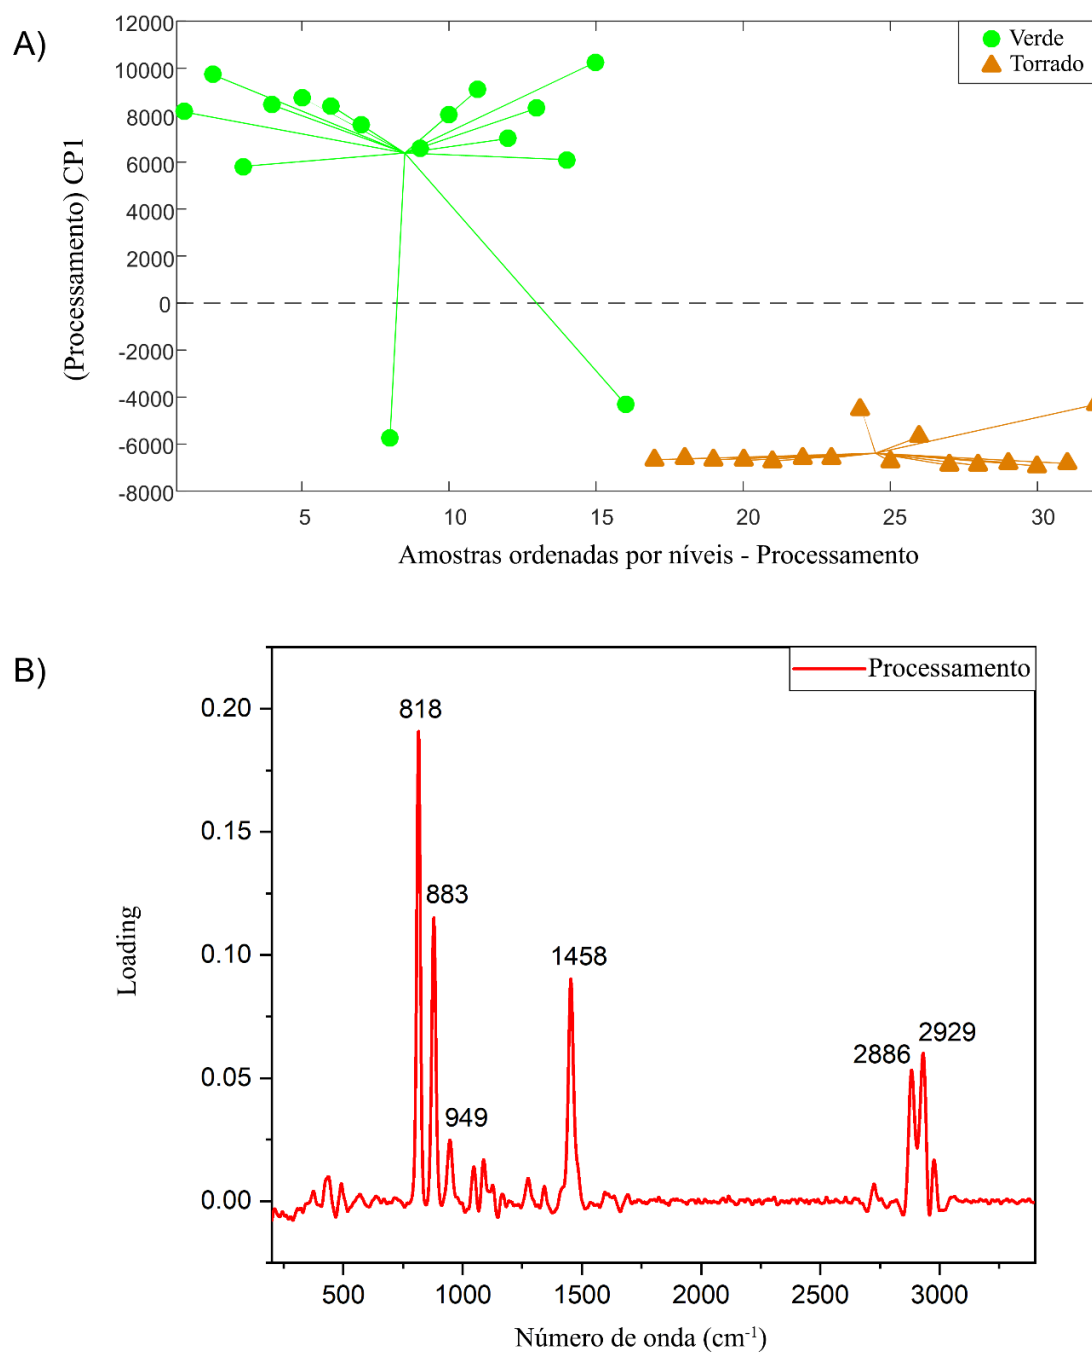 A)
(Processamento) CP1
12000
10000
8000
6000
4000
2000
0
-2000
-4000
-6000
-8000
Verde
Torrado
5 10 15 20 25 30
Amostras ordenadas por níveis - Processamento
B)
Loading
0.20
0.15
0.10
0.05
0.00
Processamento
818
883
949
1458
2886
2929
500 1000 1500 2000 2500 3000
Número de onda (cm⁻¹)